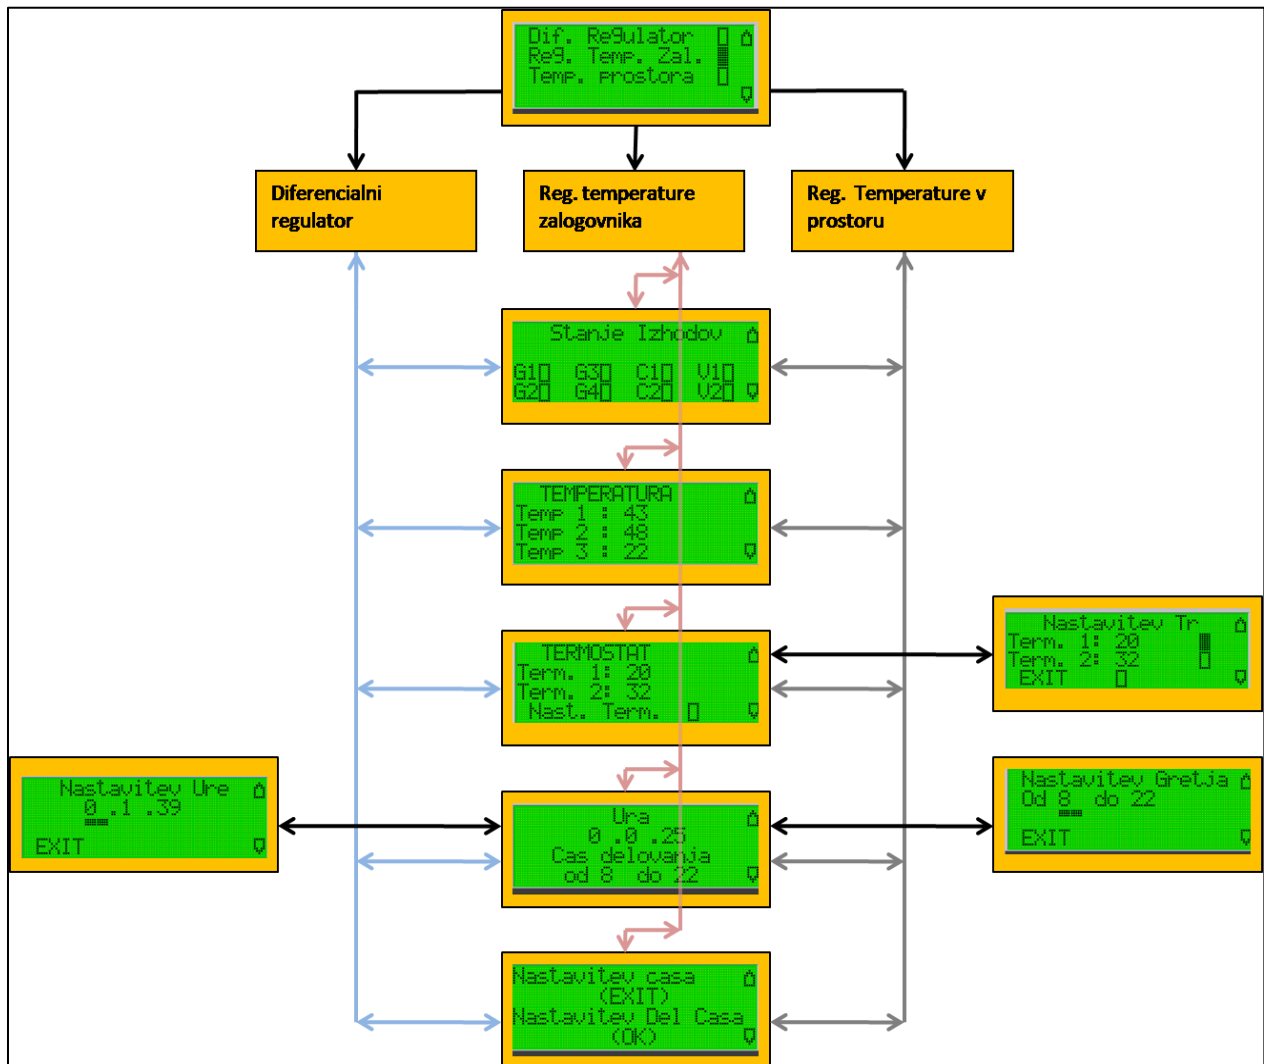 Dif. Regulator
Reg. Temp. Zal.
Temp. prostora
Diferencialni
regulator
Reg. temperature
zalogovnika
Reg. Temperature v
prostoru
Stanje Izhodov
G1 G3 C1 V1
G2 G4 C2 V2
TEMPERATURA
Temp 1 : 43
Temp 2 : 48
Temp 3 : 22
TERMOSTAT
Term. 1: 20
Term. 2: 32
Nast. Term.
Nastavitev Tr
Term. 1: 20
Term. 2: 32
EXIT
Nastavitev Ure
0 .1 .39
EXIT
Ura
0 .0 .25
Cas delovanja
od 8 do 22
Nastavitev Gretja
Od 8 do 22
EXIT
Nastavitev casa
(EXIT)
Nastavitev Del Casa
(OK)